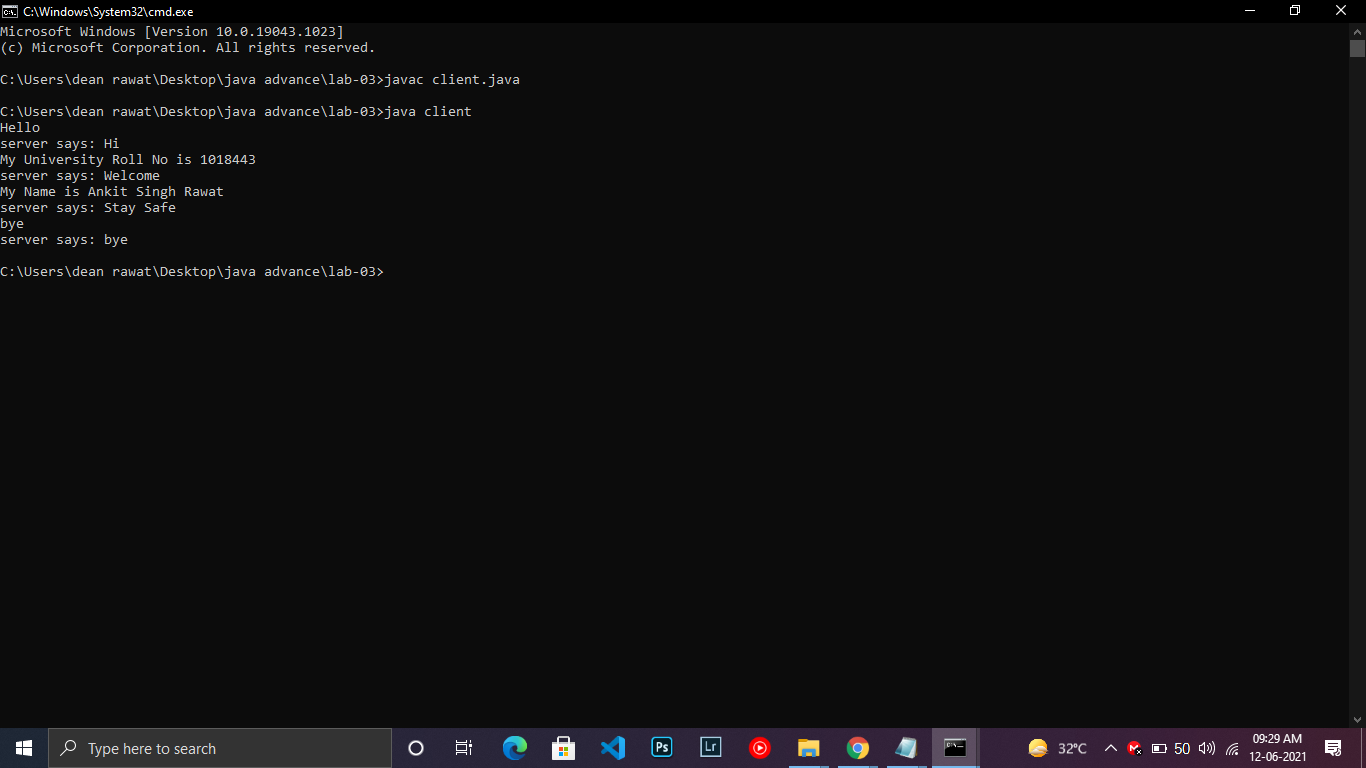 C:\Windows\System32\cmd.exe
Microsoft Windows [Version 10.0.19043.1023]
(c) Microsoft Corporation. All rights reserved.
C:\Users\dean rawat\Desktop\java advance\lab-03>javac client.java
C:\Users\dean rawat\Desktop\java advance\lab-03>java client
Hello
server says: Hi
My University Roll No is 1018443
server says: Welcome
My Name is Ankit Singh Rawat
server says: Stay Safe
bye
server says: bye
C:\Users\dean rawat\Desktop\java advance\lab-03>
Type here to search
Ps
Lr
32°C
50
09:29 AM
12-06-2021